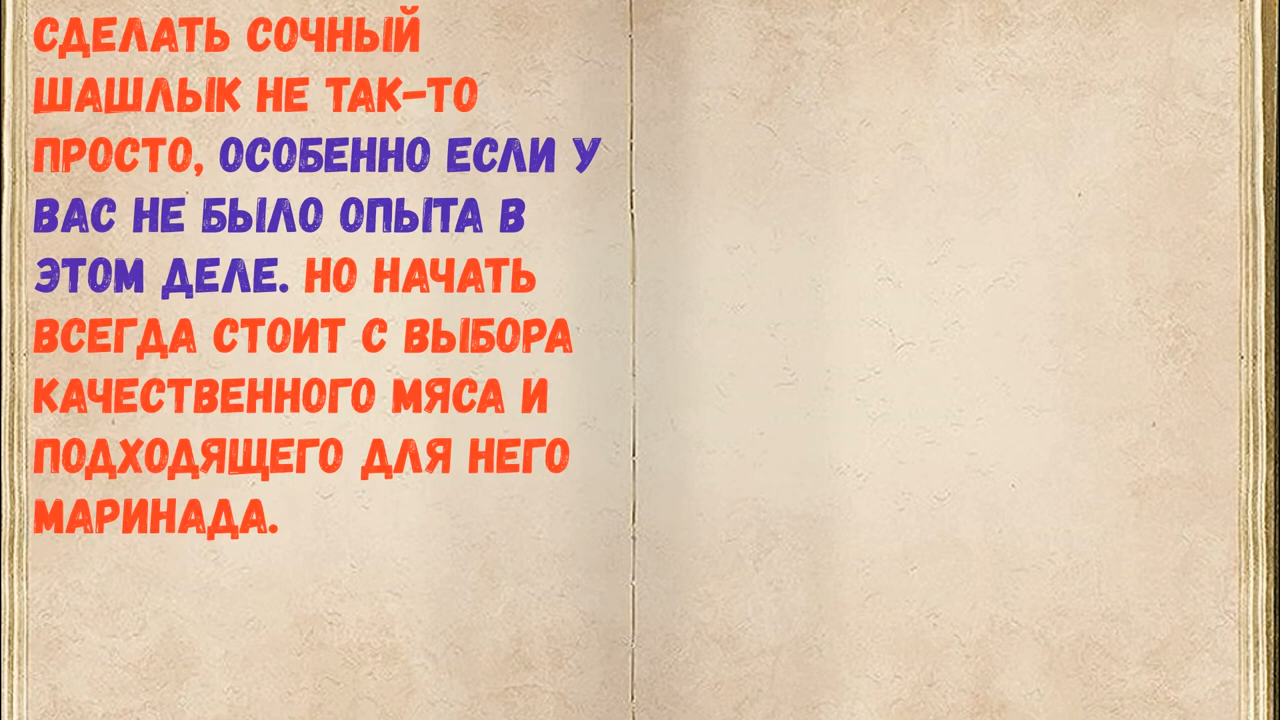 СДЕЛАТЬ СОЧНЫЙ
ШАШЛЫК НЕ ТАК-ТО
ПРОСТО, ОСОБЕННО ЕСЛИ У
ВАС НЕ БЫЛО ОПЫТА В
ЭТОМ ДЕЛЕ. НО НАЧАТЬ
ВСЕГДА СТОИТ С ВЫБОРА
КАЧЕСТВЕННОГО МЯСА И
ПОДХОДЯЩЕГО ДЛЯ НЕГО
МАРИНАДА.